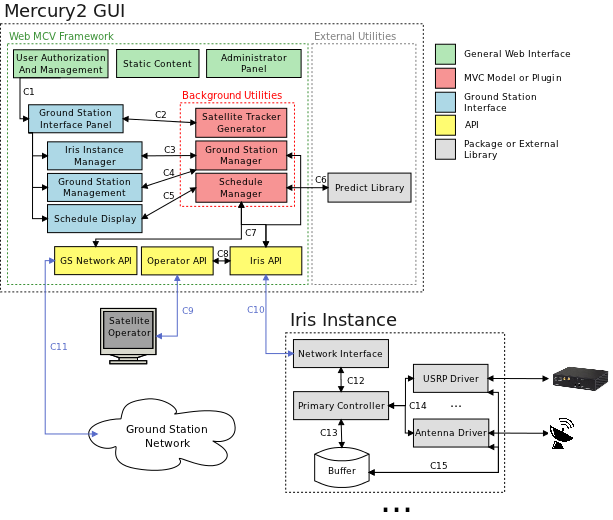 Mercury2 GUI
Web MCV Framework
External Utilities
User Authorization
And Management
Static Content
Administrator
Panel
General Web Interface
MVC Model or Plugin
Ground Station
Interface
API
Package or External
Library
C1
Background Utilities
Ground Station
Interface Panel
C2
Satellite Tracker
Generator
Iris Instance
Manager
C3
Ground Station
Manager
C4
Ground Station
Management
Schedule
Manager
C6
Predict Library
C5
Schedule Display
C7
GS Network API
Operator API
C8
Iris API
C9
C10
C11
Satellite
Operator
Iris Instance
Network Interface
C12
USRP Driver
...
Primary Controller
C14
C13
Antenna Driver
Ground Station
Network
Buffer
C15
...